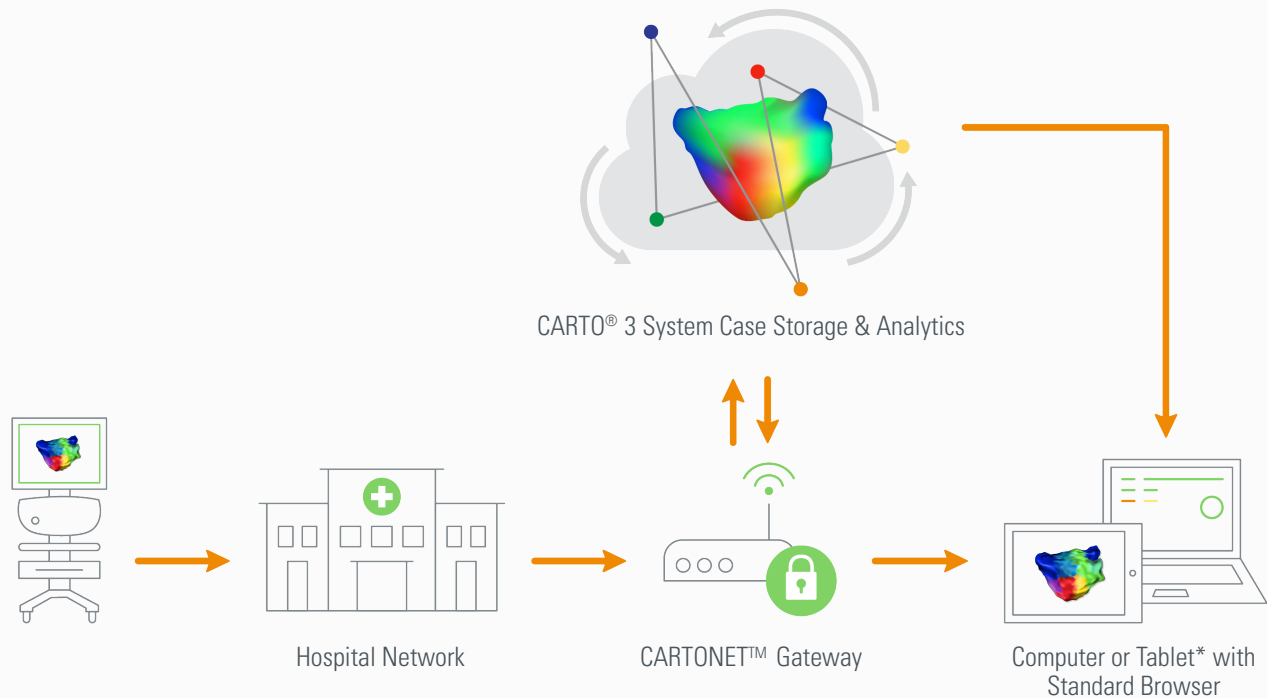 CARTO® 3 System Case Storage & Analytics
Hospital Network
CARTONET™ Gateway
Computer or Tablet* with
Standard Browser